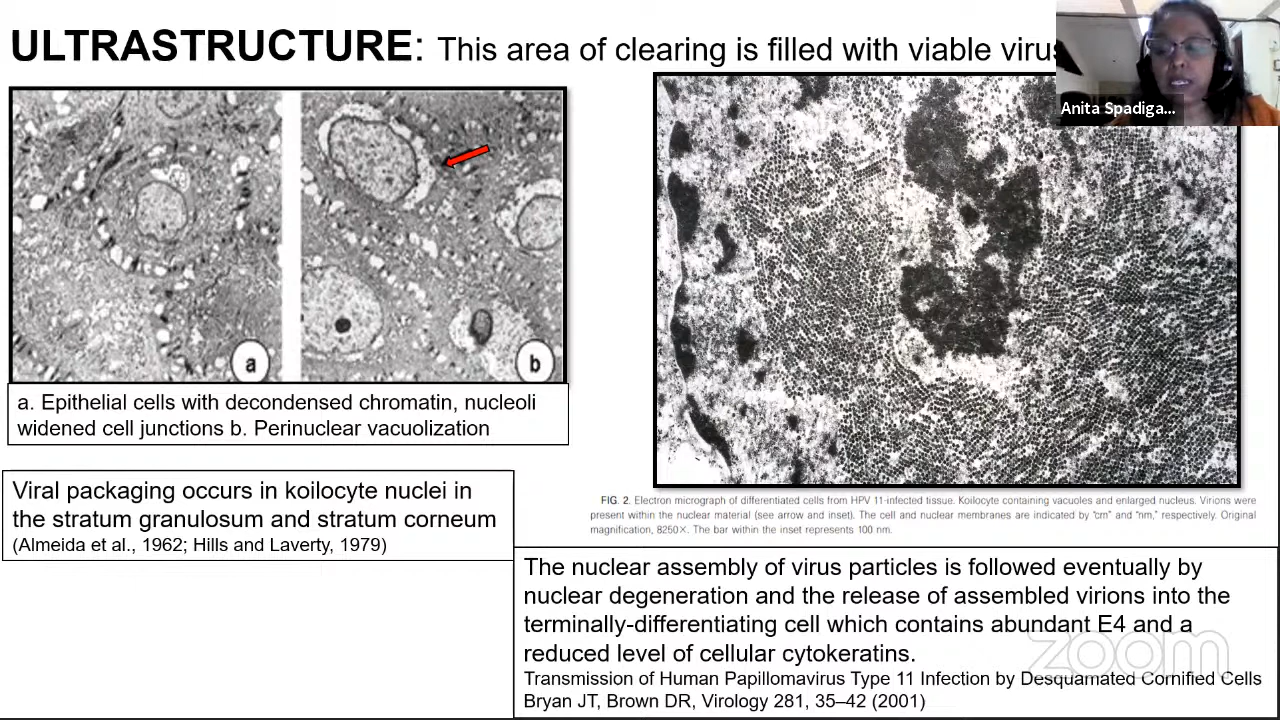 ULTRASTRUCTURE: This area of clearing is filled with viable
Anita Spadiga...
a
b
a. Epithelial cells with decondensed chromatin, nucleoli
widened cell junctions b. Perinuclear vacuolization
Viral packaging occurs in koilocyte nuclei in
the stratum granulosum and stratum corneum
(Almeida et al., 1962; Hills and Laverty, 1979)
FIG. 2. Electron micrograph of differentiated cells from HPV 11-infected tissue. Koilocyte containing vacuoles and enlarged nucleus. Virions were
present within the nuclear material (see arrow and inset). The cell and nuclear membranes are indicated by "cm" and "nm," respectively. Original
magnification, 8250×. The bar within the inset represents 100 nm.
The nuclear assembly of virus particles is followed eventually by
nuclear degeneration and the release of assembled virions into the
terminally-differentiating cell which contains abundant E4 and a
reduced level of cellular cytokeratins.
zoom
Transmission of Human Papillomavirus Type 11 Infection by Desquamated Cornified Cells
Bryan JT, Brown DR, Virology 281, 35–42 (2001)